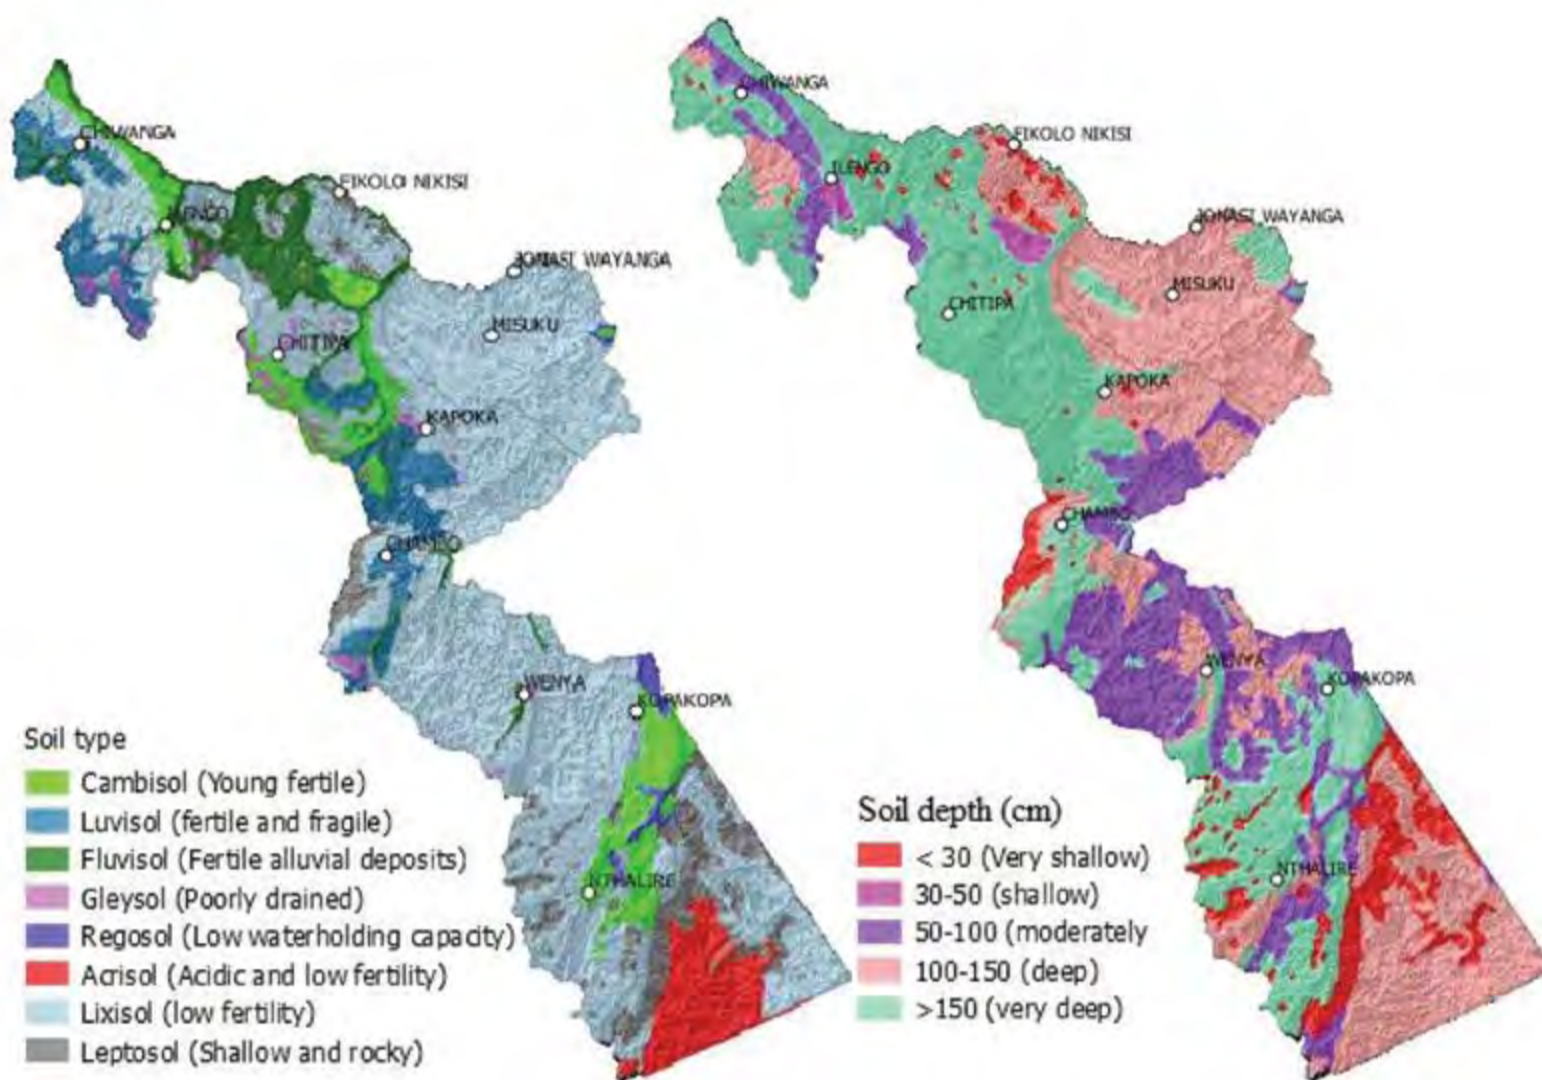 CHIWANGA
ILENGO
FIKOLO NIKISI
JONASI WAYANGA
MISUKU
CHITIPA
KAPOKA
CHAMBO
WENYA
KOPAKOPA
NTHALIRE
Soil type
Cambisol (Young fertile)
Luvisol (fertile and fragile)
Fluvisol (Fertile alluvial deposits)
Gleysol (Poorly drained)
Regosol (Low waterholding capacity)
Acrisol (Acidic and low fertility)
Lixisol (low fertility)
Leptosol (Shallow and rocky)
CHIWANGA
ILENGO
FIKOLO NIKISI
JONASI WAYANGA
MISUKU
CHITIPA
KAPOKA
CHAMBO
WENYA
KOPAKOPA
NTHALIRE
Soil depth (cm)
< 30 (Very shallow)
30-50 (shallow)
50-100 (moderately
100-150 (deep)
>150 (very deep)